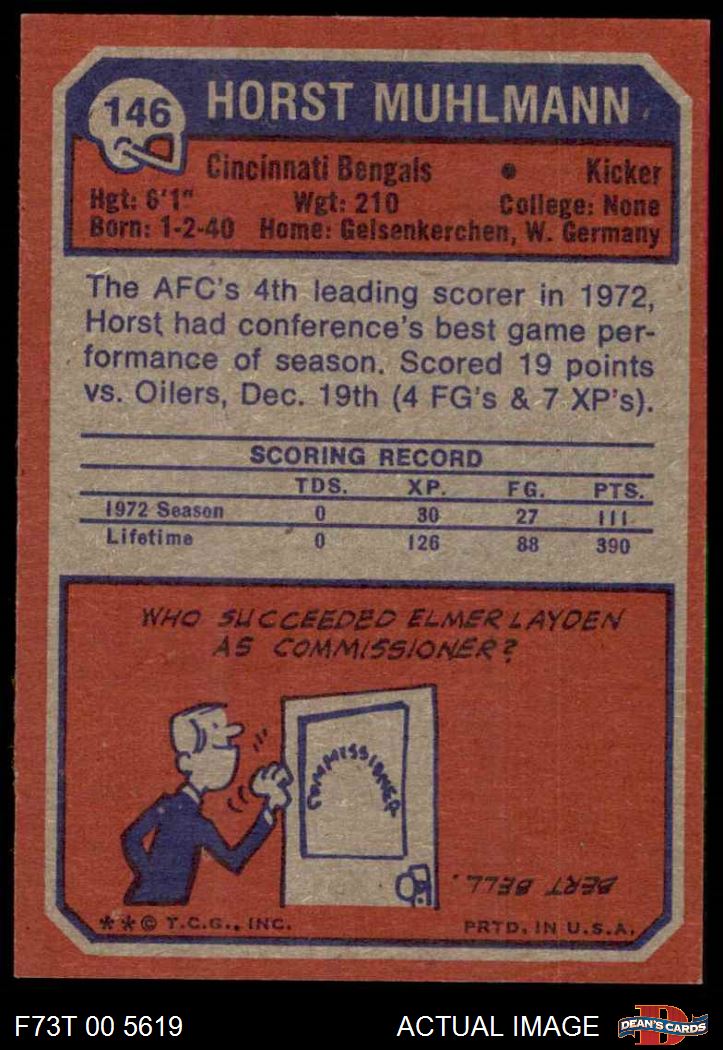 146 HORST MUHLMANN
Cincinnati Bengals • Kicker
Hgt: 6'1" Wgt: 210 College: None
Born: 1-2-40 Home: Gelsenkerchen, W. Germany
The AFC's 4th leading scorer in 1972,
Horst had conference's best game per-
formance of season. Scored 19 points
vs. Oilers, Dec. 19th (4 FG's & 7 XP's).
SCORING RECORD
TDS. XP. FG. PTS.
1972 Season 0 30 27 111
Lifetime 0 126 88 390
WHO SUCCEEDED ELMER LAYDEN
AS COMMISSIONER?
COMMISSIONER
BERT BELL.
**© T.C.G., INC. PRTD. IN U.S.A.
F73T 00 5619 ACTUAL IMAGE D DEAN'S CARDS